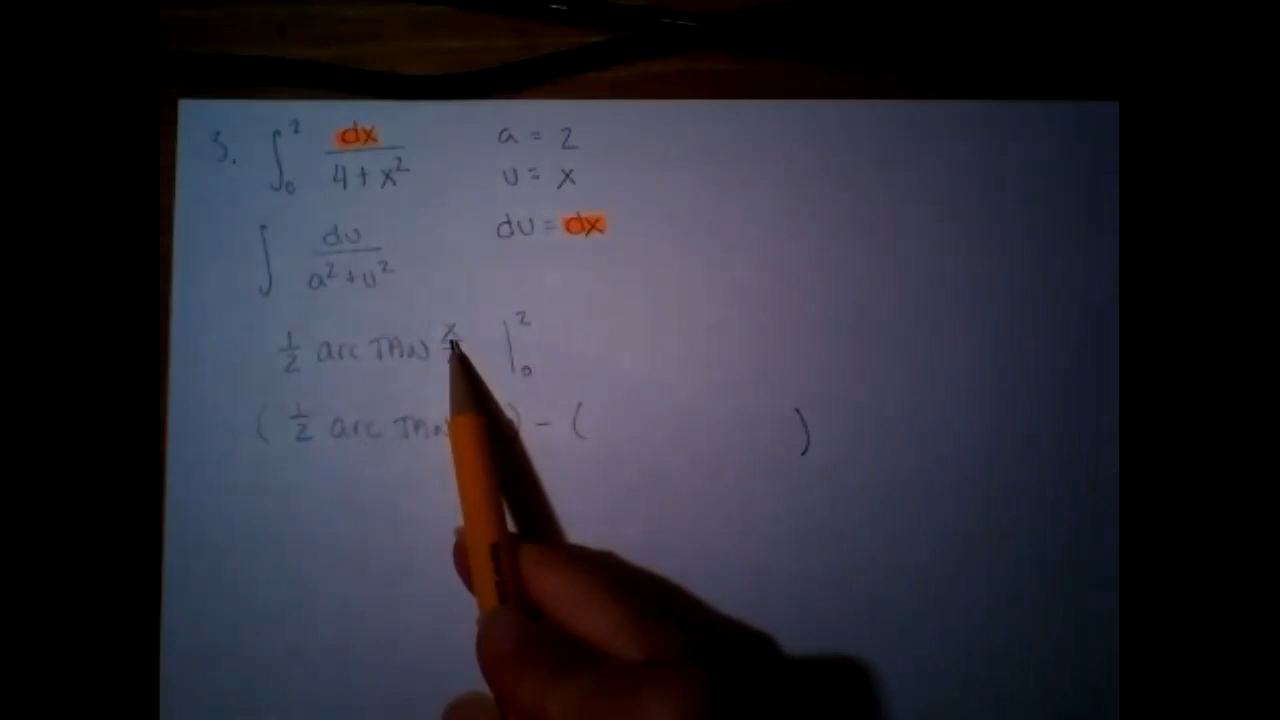 3. ∫₀² dx / 4 + x²
a = 2
u = x
du = dx
∫ du / a² + u²
1/2 arc TAN x |₀²
( 1/2 arc TAN ) - ( )